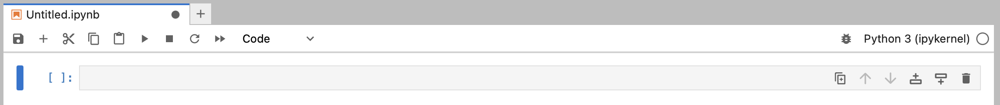 Untitled.ipynb
Code
Python 3 (ipykernel)
[ ]: